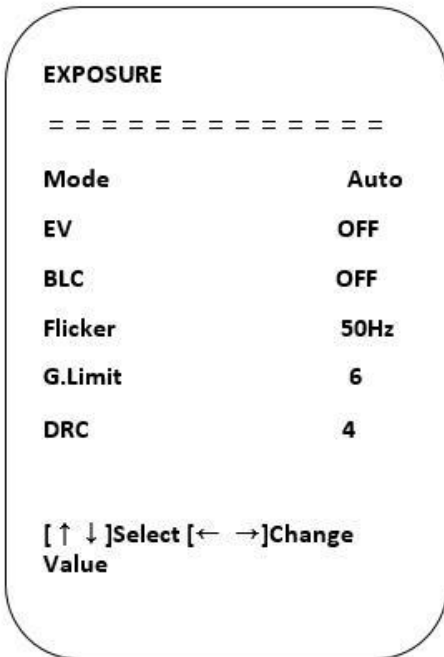 EXPOSURE
= = = = = = = = = = = = =
Mode Auto
EV OFF
BLC OFF
Flicker 50Hz
G.Limit 6
DRC 4
[ ↑ ↓ ]Select [← →]Change
Value